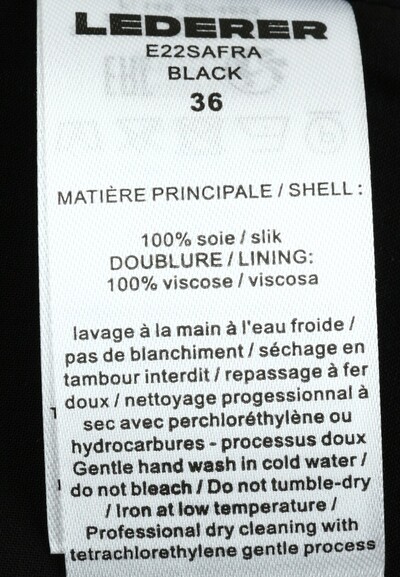 LEDERER
E22SAFRA
BLACK
36
MATIÈRE PRINCIPALE / SHELL :
100% soie / slik
DOUBLURE / LINING:
100% viscose / viscosa
lavage à la main à l'eau froide /
pas de blanchiment / séchage en
tambour interdit / repassage à fer
doux / nettoyage progessionnal à
sec avec perchloréthylène ou
hydrocarbures - processus doux
Gentle hand wash in cold water /
do not bleach / Do not tumble-dry
/ Iron at low temperature /
Professional dry cleaning with
tetrachlorethylene gentle process